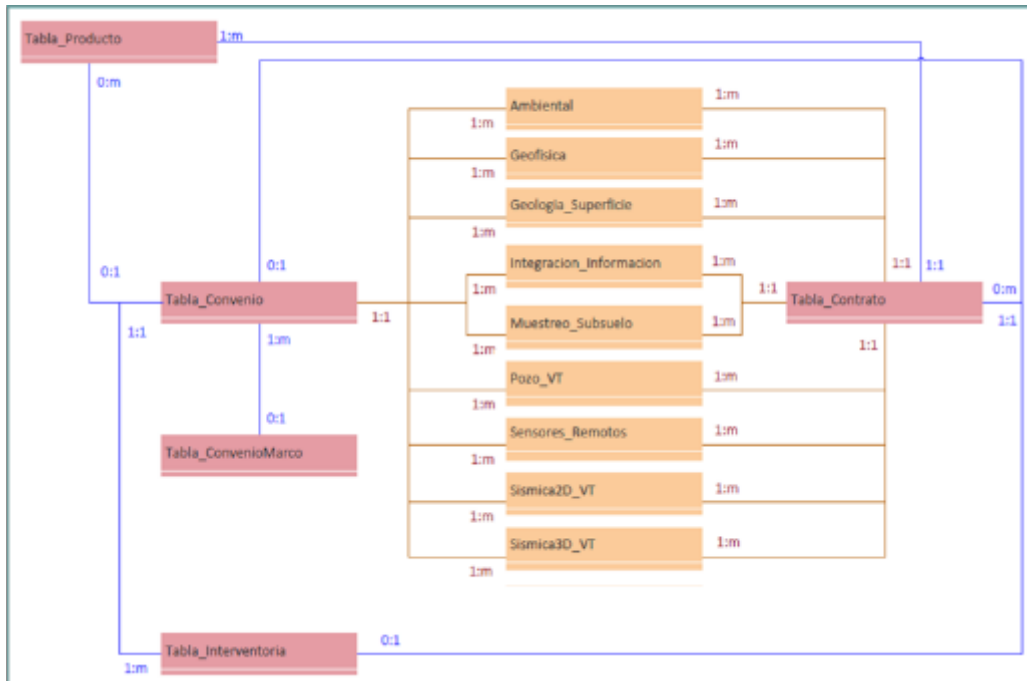 Tabla_Producto
1:m
0:m
Ambiental
1:m
1:m
Geofisica
1:m
1:m
Geologia_Superficie
1:m
1:m
0:1
0:1
Integracion_Informacion
1:m
1:m
1:1
1:1
1:1
0:m
Tabla_Convenio
Tabla_Contrato
1:1
1:1
1:m
1:1
Muestreo_Subsuelo
1:m
1:m
1:1
Pozo_VT
1:m
1:m
0:1
Tabla_ConvenioMarco
Sensores_Remotos
1:m
1:m
Sismica2D_VT
1:m
1:m
Sismica3D_VT
1:m
1:m
Tabla_Interventoria
0:1
1:m